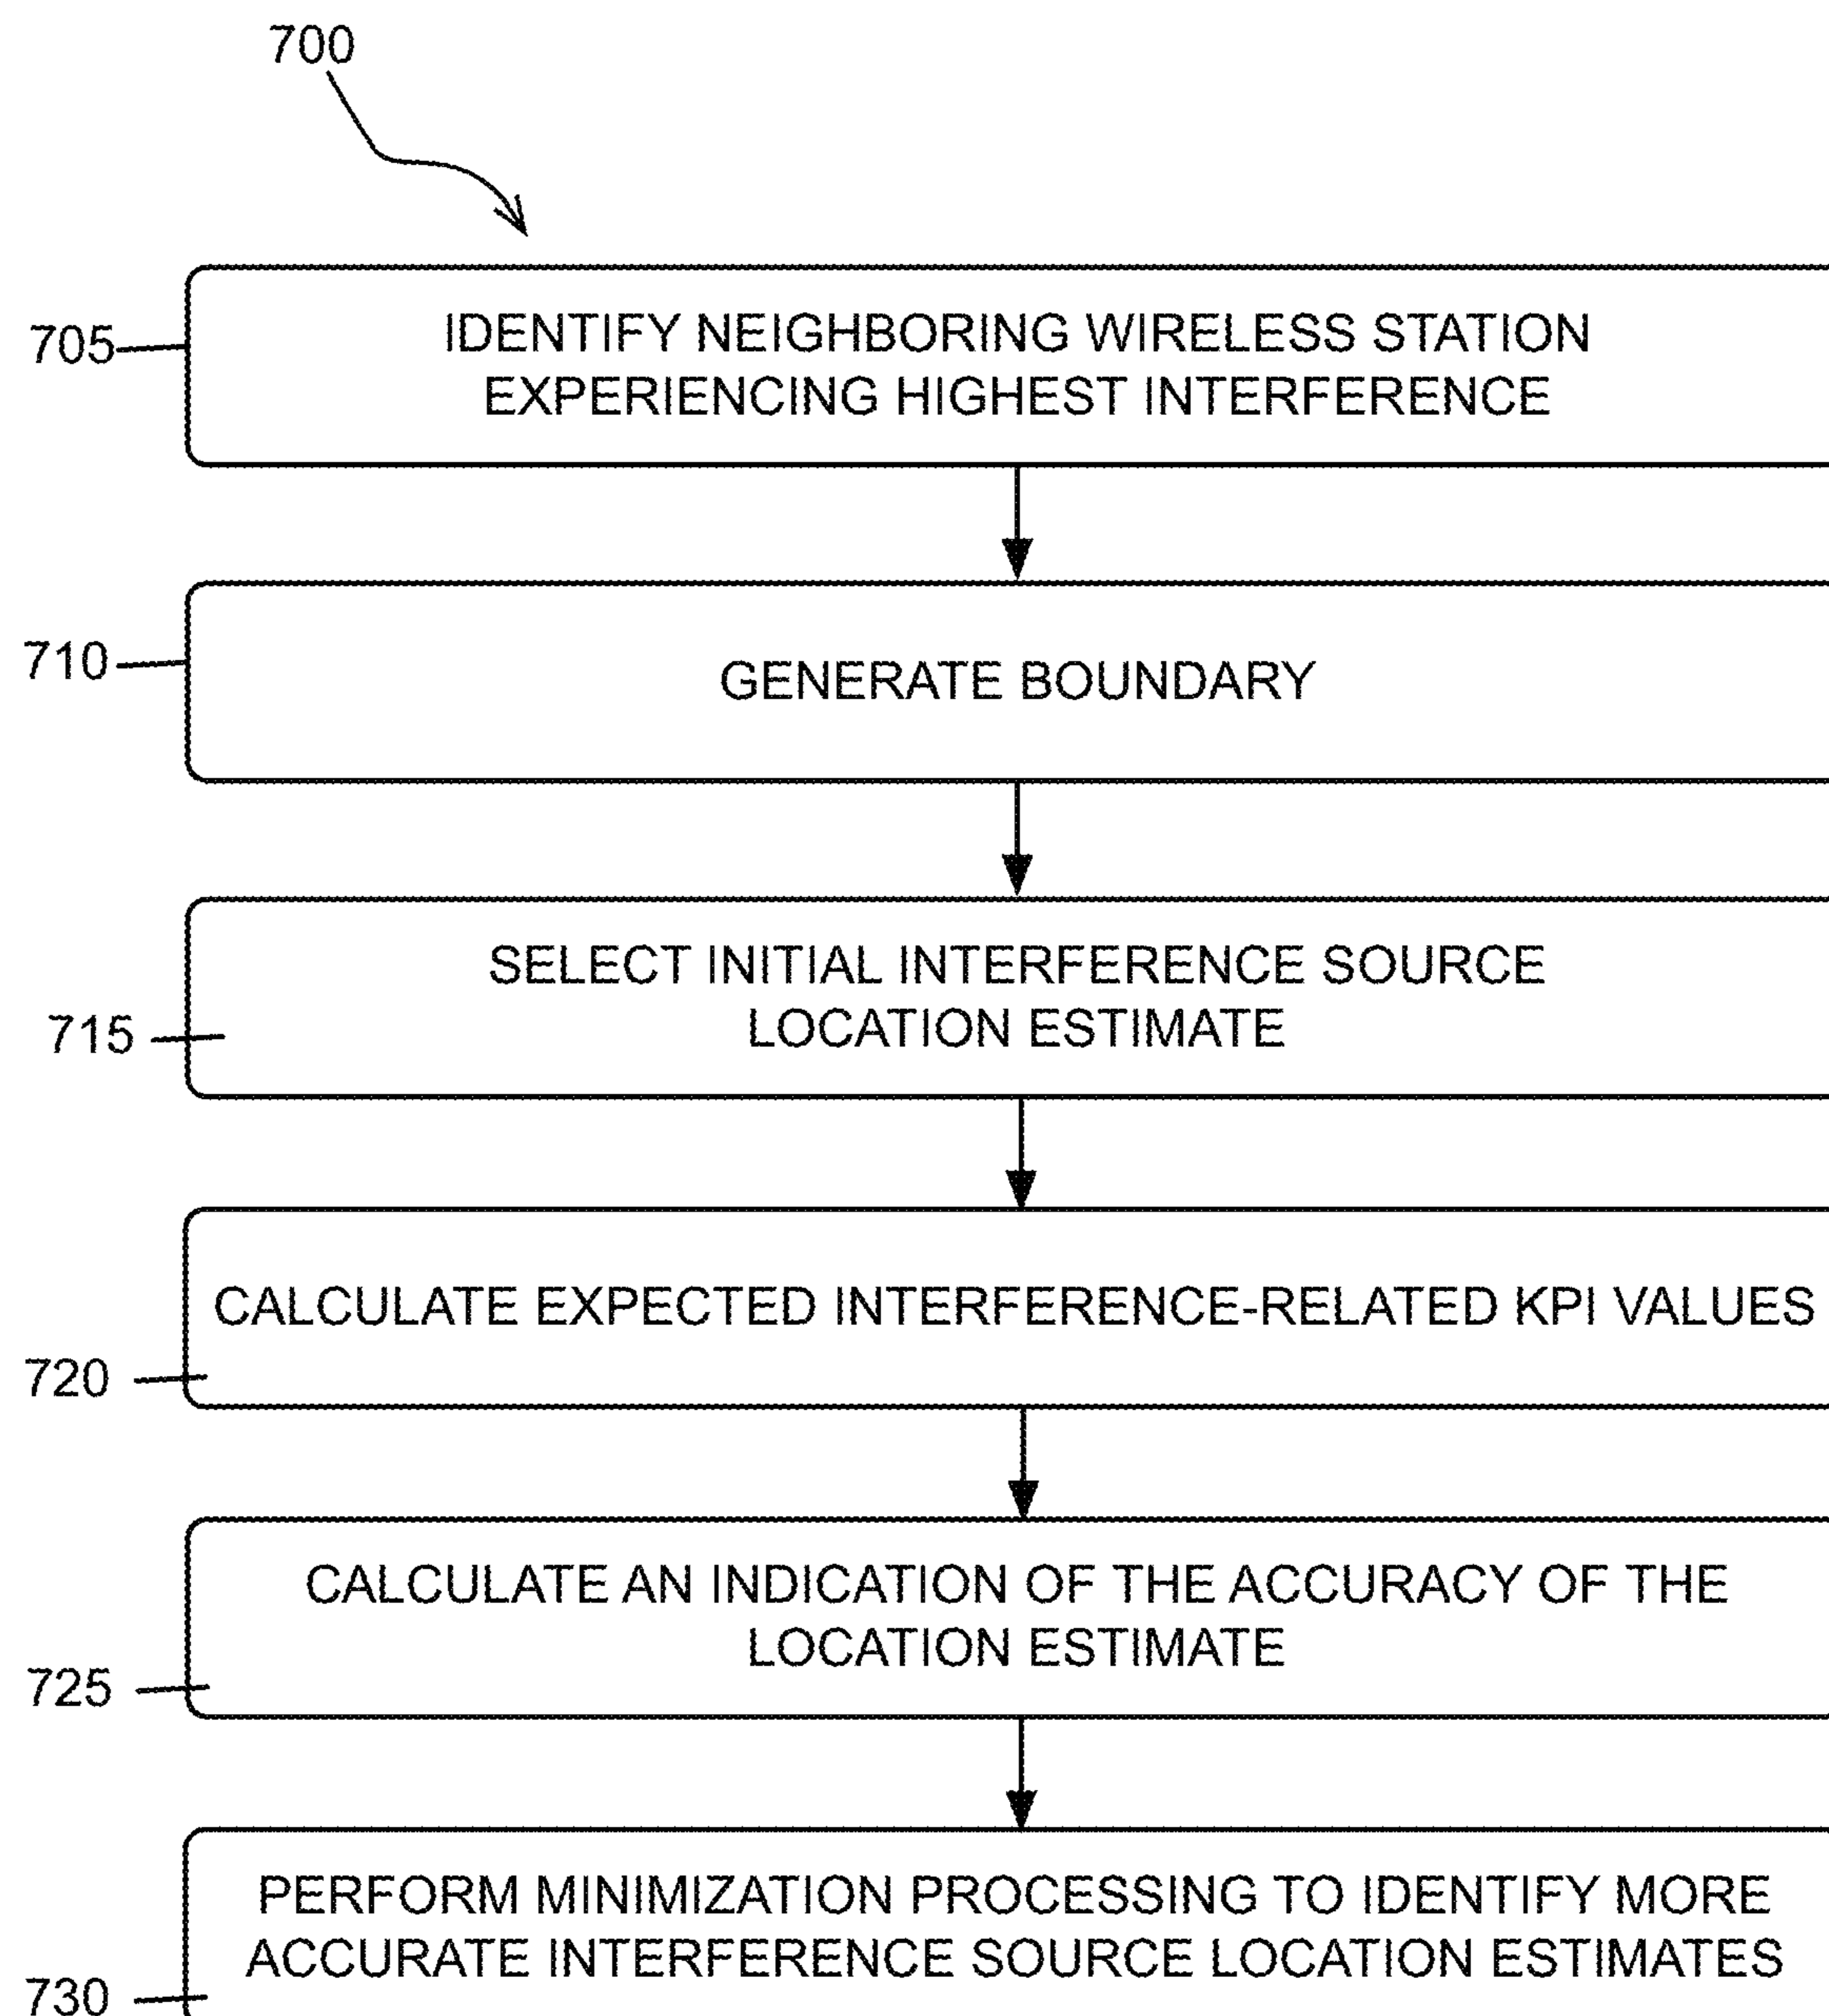 700
705
IDENTIFY NEIGHBORING WIRELESS STATION
EXPERIENCING HIGHEST INTERFERENCE
710
GENERATE BOUNDARY
SELECT INITIAL INTERFERENCE SOURCE
LOCATION ESTIMATE
715
CALCULATE EXPECTED INTERFERENCE-RELATED KPI VALUES
720
CALCULATE AN INDICATION OF THE ACCURACY OF THE
LOCATION ESTIMATE
725
PERFORM MINIMIZATION PROCESSING TO IDENTIFY MORE
ACCURATE INTERFERENCE SOURCE LOCATION ESTIMATES
730